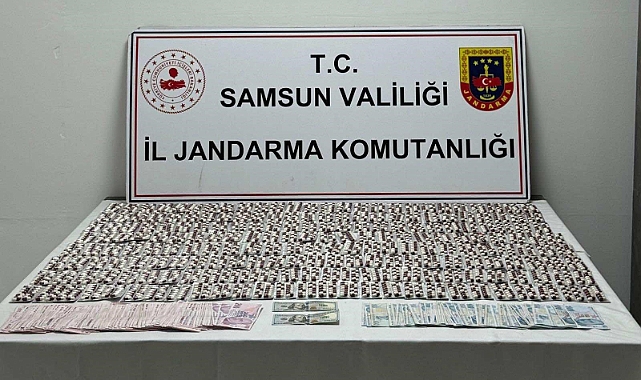 T.C.
SAMSUN VALİLİĞİ
İL JANDARMA KOMUTANLIĞI
JANDARMA